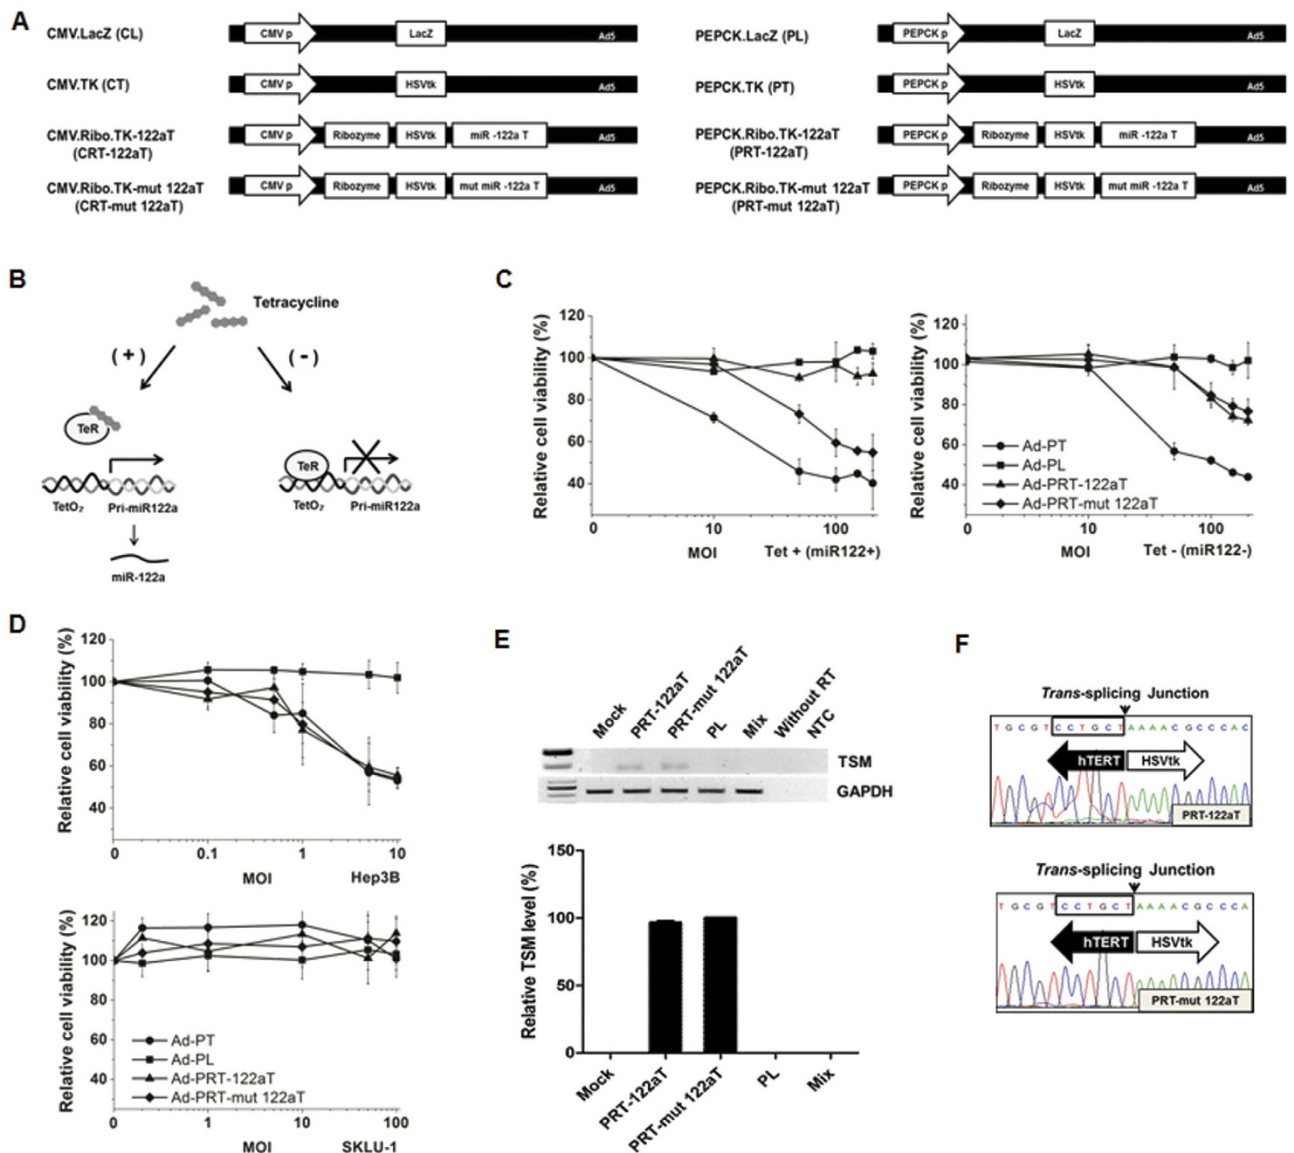 A
CMV.LacZ (CL)
CMV p
LacZ
Ad5
CMV.TK (CT)
CMV p
HSVtk
Ad5
CMV.Ribo.TK-122aT
(CRT-122aT)
CMV p
Ribozyme
HSVtk
miR -122a T
Ad5
CMV.Ribo.TK-mut 122aT
(CRT-mut 122aT)
CMV p
Ribozyme
HSVtk
mut miR -122a T
Ad5
PEPCK.LacZ (PL)
PEPCK p
LacZ
Ad5
PEPCK.TK (PT)
PEPCK p
HSVtk
Ad5
PEPCK.Ribo.TK-122aT
(PRT-122aT)
PEPCK p
Ribozyme
HSVtk
miR -122a T
Ad5
PEPCK.Ribo.TK-mut 122aT
(PRT-mut 122aT)
PEPCK p
Ribozyme
HSVtk
mut miR -122a T
Ad5
B
Tetracycline
(+)
(-)
TeR
TetO₂
Pri-miR122a
miR-122a
TeR
TetO₂
Pri-miR122a
C
Relative cell viability (%)
120
100
80
60
40
0 10 100
MOI
Tet + (miR122+)
Relative cell viability (%)
120
100
80
60
40
Ad-PT
Ad-PL
Ad-PRT-122aT
Ad-PRT-mut 122aT
0 10 100
MOI
Tet - (miR122-)
D
Relative cell viability (%)
120
100
80
60
40
0 0.1 1 10
MOI
Hep3B
Relative cell viability (%)
120
100
80
60
40
Ad-PT
Ad-PL
Ad-PRT-122aT
Ad-PRT-mut 122aT
0 1 10 100
MOI
SKLU-1
E
Mock
PRT-122aT
PRT-mut 122aT
PL
Mix
Without RT
NTC
TSM
GAPDH
Relative TSM level (%)
150
100
50
0
Mock
PRT-122aT
PRT-mut 122aT
PL
Mix
F
Trans-splicing Junction
T G C G T C C T G C T A A A A C G C C C A C
hTERT
HSVtk
PRT-122aT
Trans-splicing Junction
T G C G T C C T G C T A A A A C G C C C A
hTERT
HSVtk
PRT-mut 122aT